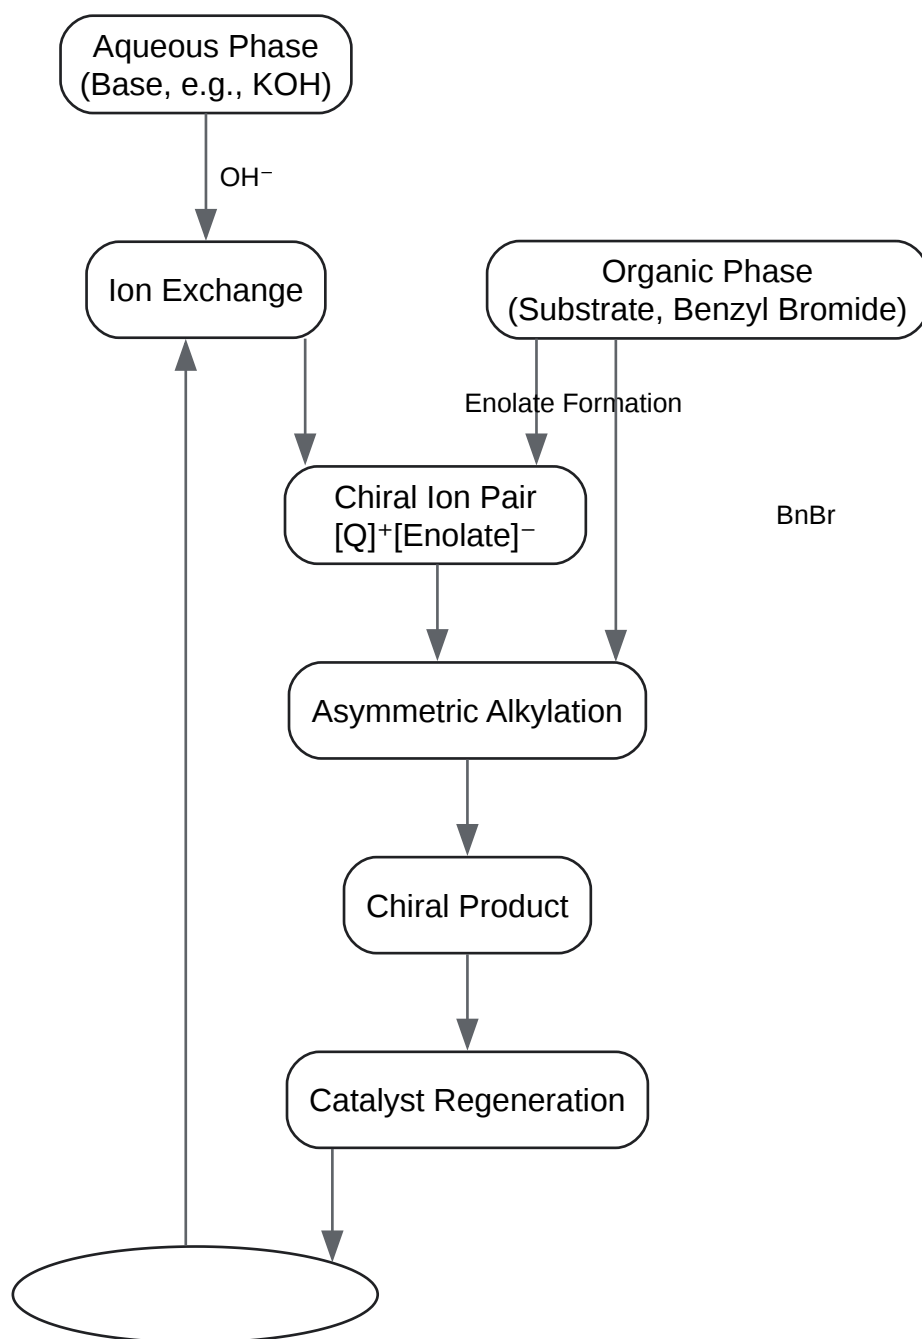 Aqueous Phase
(Base, e.g., KOH)
OH⁻
Ion Exchange
Organic Phase
(Substrate, Benzyl Bromide)
Enolate Formation
Chiral Ion Pair
[Q]⁺[Enolate]⁻
BnBr
Asymmetric Alkylation
Chiral Product
Catalyst Regeneration